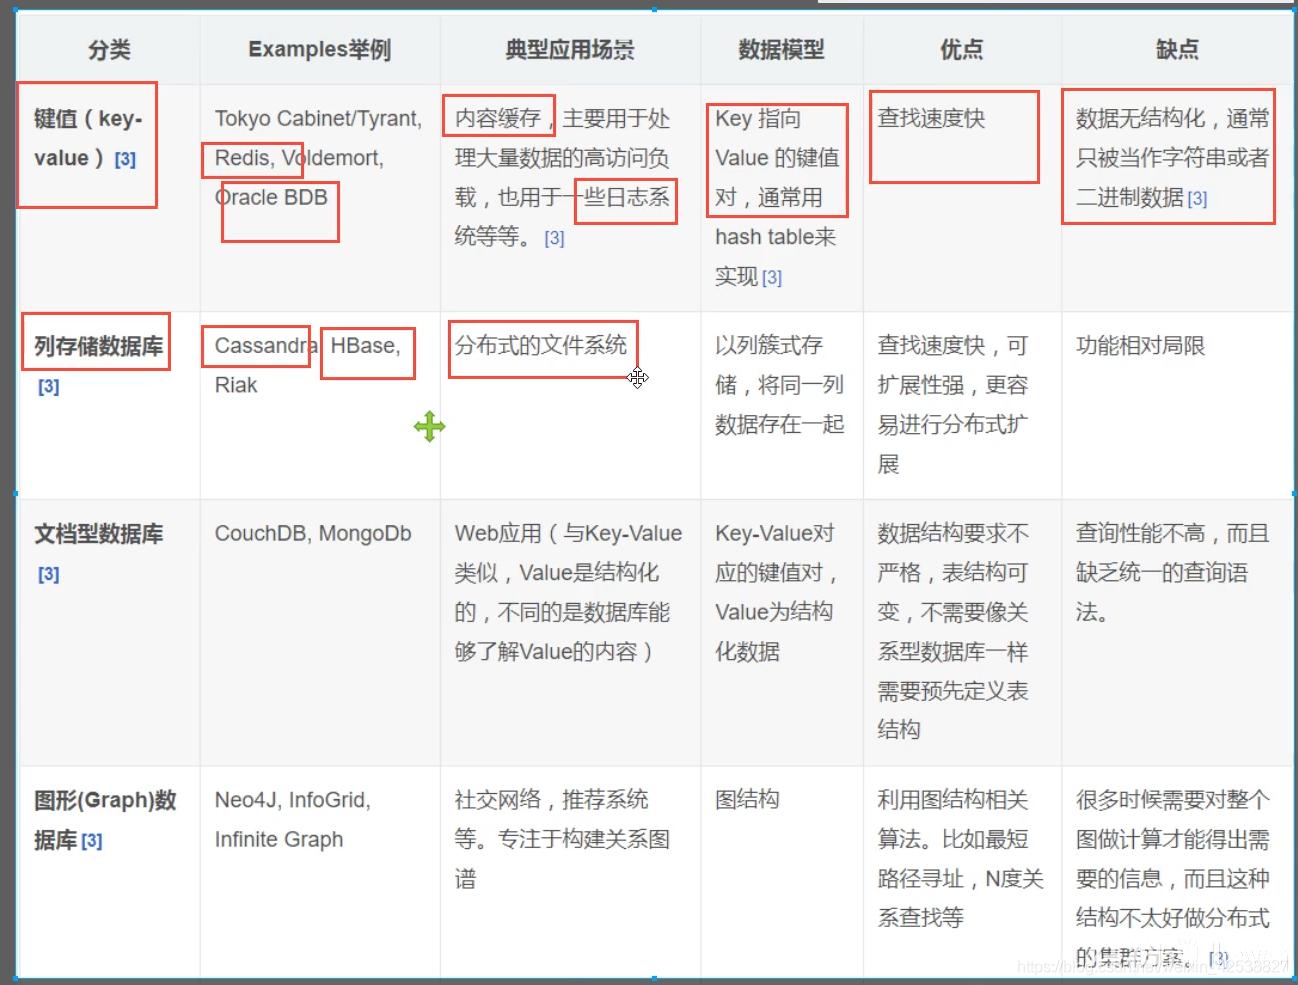 分类
Examples举例
典型应用场景
数据模型
优点
缺点
键值（key-
value）[3]
Tokyo Cabinet/Tyrant,
Redis, Voldemort,
Oracle BDB
内容缓存，主要用于处
理大量数据的高访问负
载，也用于一些日志系
统等等。 [3]
Key 指向
Value 的键值
对，通常用
hash table来
实现 [3]
查找速度快
数据无结构化，通常
只被当作字符串或者
二进制数据 [3]
列存储数据库
[3]
Cassandra, HBase,
Riak
分布式的文件系统
以列簇式存
储，将同一列
数据存在一起
查找速度快，可
扩展性强，更容
易进行分布式扩
展
功能相对局限
文档型数据库
[3]
CouchDB, MongoDb
Web应用（与Key-Value
类似，Value是结构化
的，不同的是数据库能
够了解Value的内容）
Key-Value对
应的键值对，
Value为结构
化数据
数据结构要求不
严格，表结构可
变，不需要像关
系型数据库一样
需要预先定义表
结构
查询性能不高，而且
缺乏统一的查询语
法。
图形(Graph)数
据库 [3]
Neo4J, InfoGrid,
Infinite Graph
社交网络，推荐系统
等。专注于构建关系图
谱
图结构
利用图结构相关
算法。比如最短
路径寻址，N度关
系查找等
很多时候需要对整个
图做计算才能得出需
要的信息，而且这种
结构不太好做分布式
的集群方案。 [3]